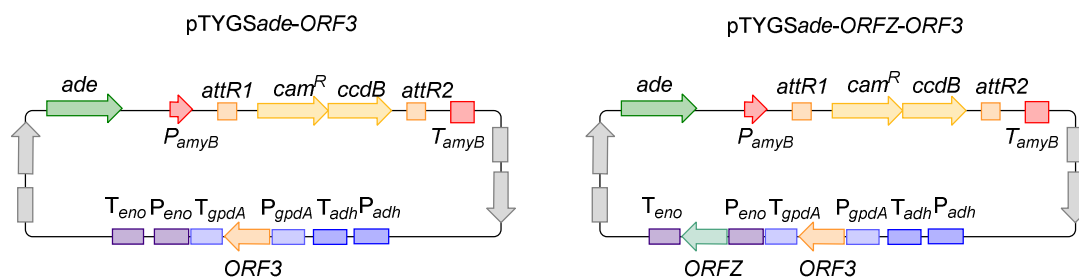 pTYGSade-ORF3
ade
attR1
camR
ccdB
attR2
PamyB
TamyB
Teno
Peno
TgpdA
PgpdA
Tadh
Padh
ORF3
pTYGSade-ORFZ-ORF3
ade
attR1
camR
ccdB
attR2
PamyB
TamyB
Teno
Peno
TgpdA
PgpdA
Tadh
Padh
ORFZ
ORF3